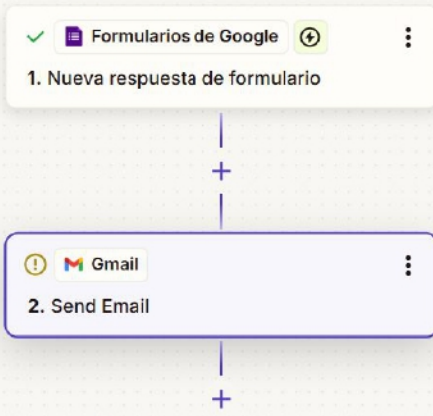 Formularios de Google
1. Nueva respuesta de formulario
Gmail
2. Send Email